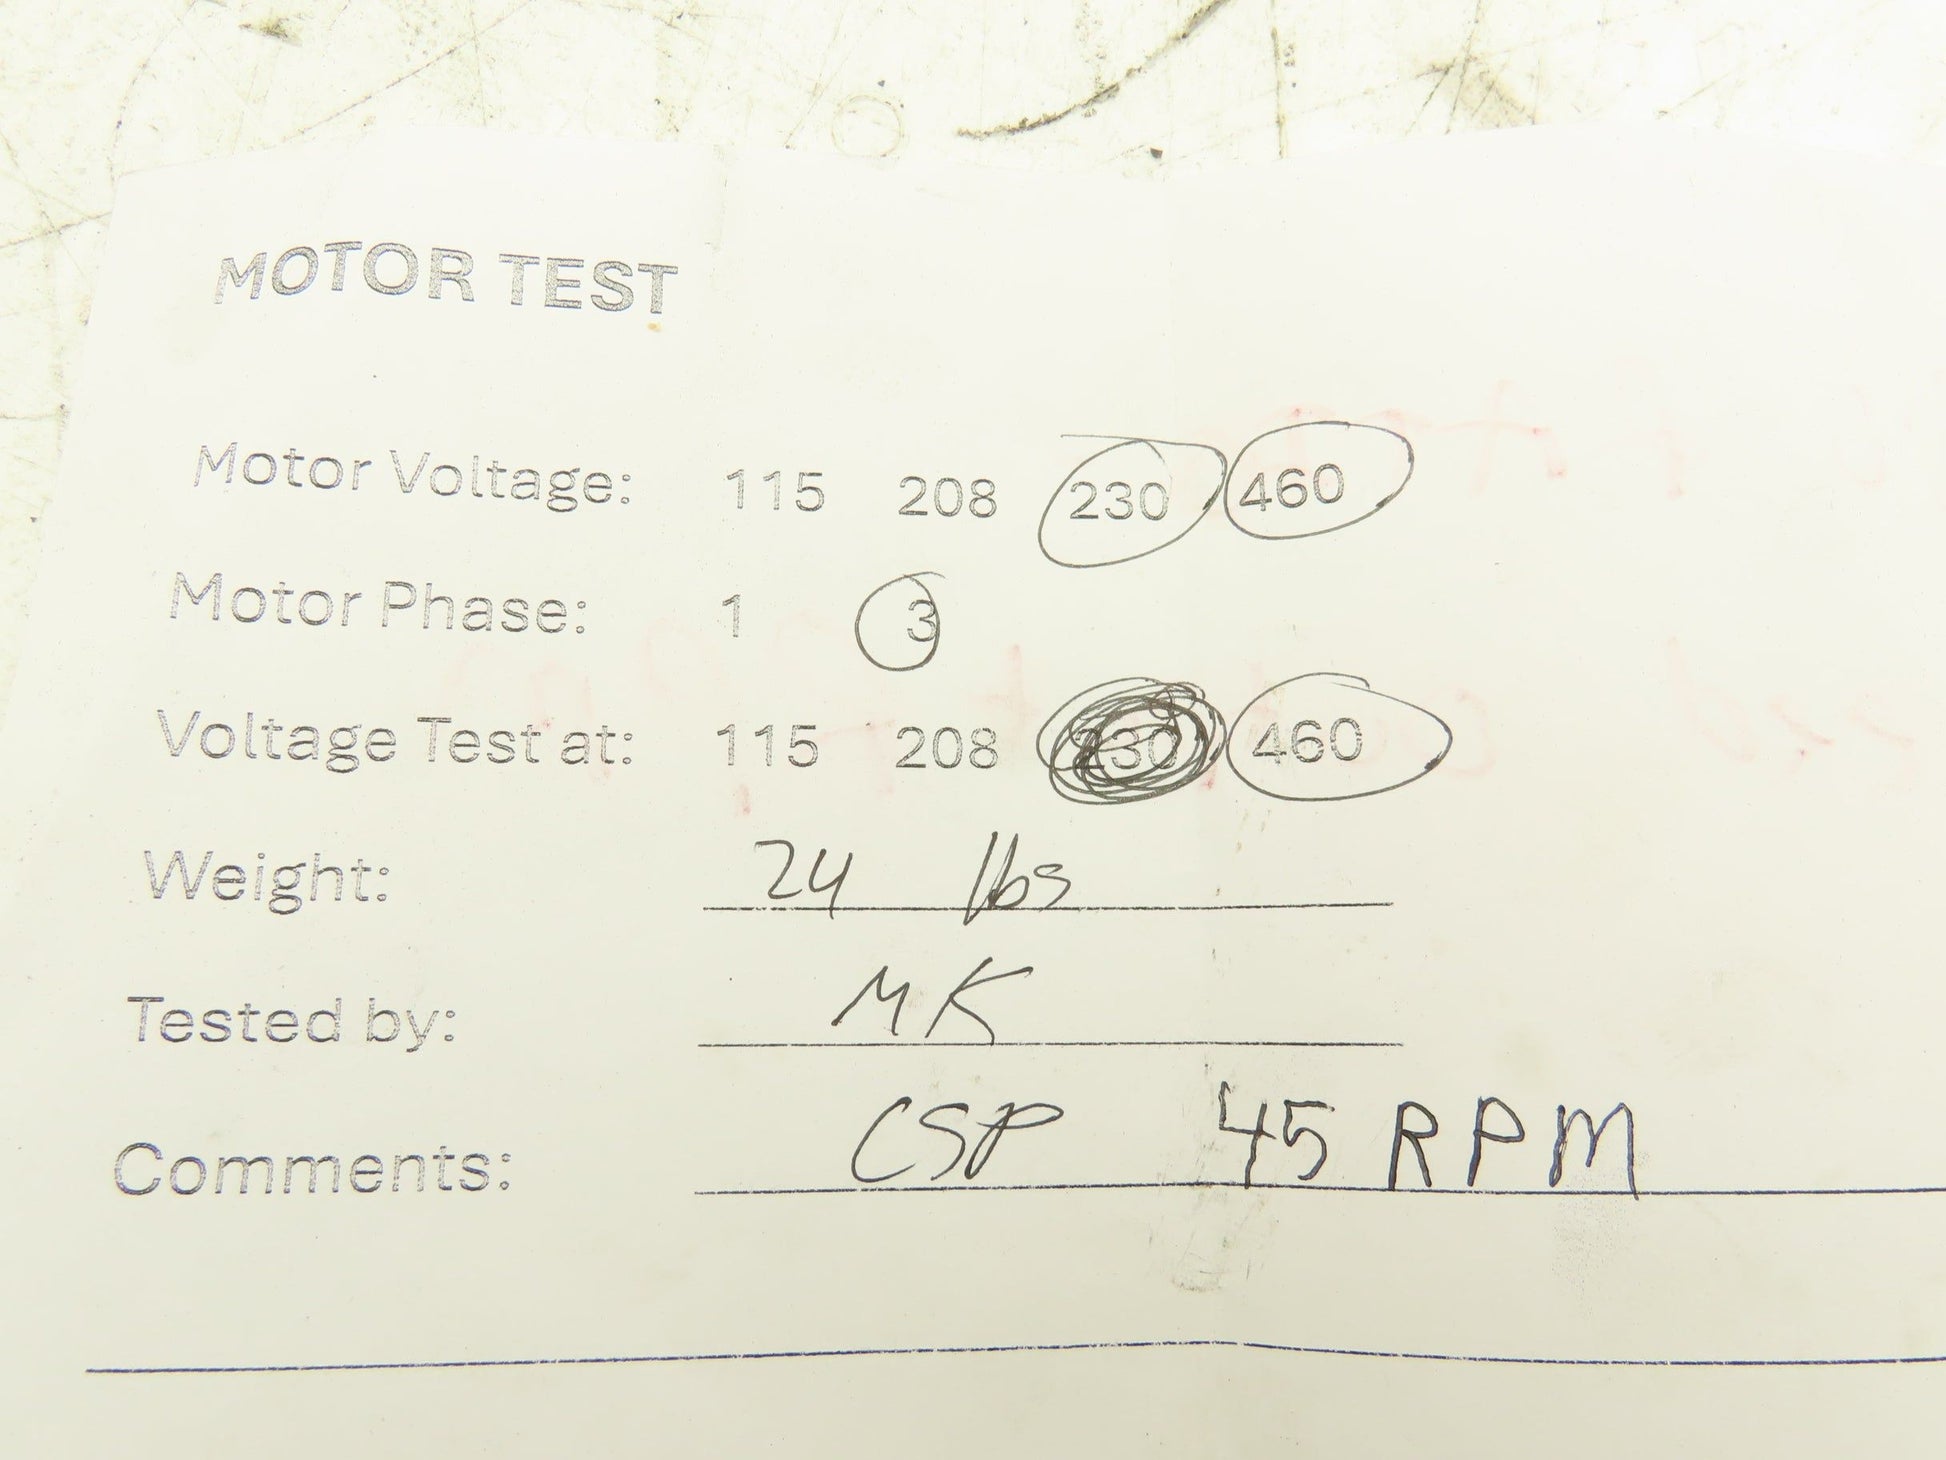 MOTOR TEST
Motor Voltage: 115 208 230 460
Motor Phase: 1 3
Voltage Test at: 115 208 230 460
Weight: 24 lbs
Tested by: MK
Comments: CSP 45 RPM